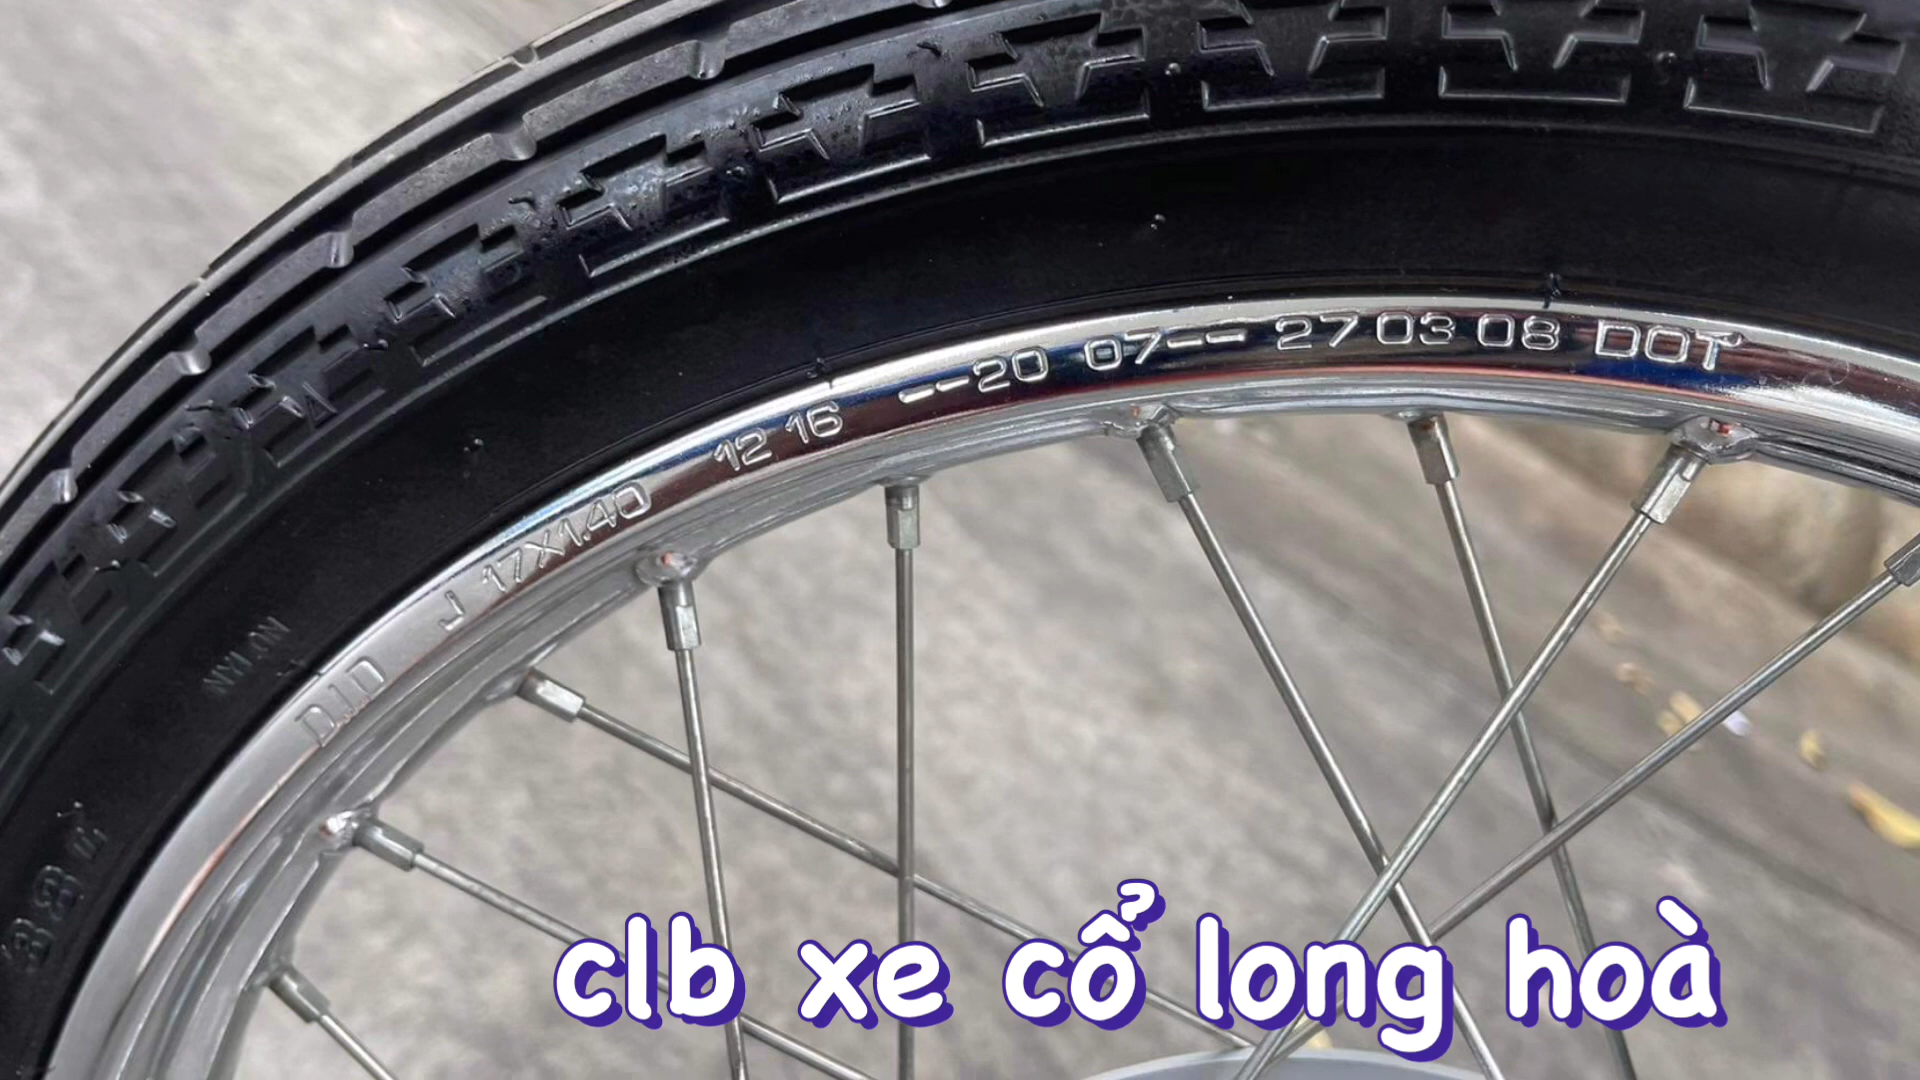 DID J 17X1.40 12 16 --20 07-- 27 03 08 DOT
NYLON
clb xe cổ long hoà